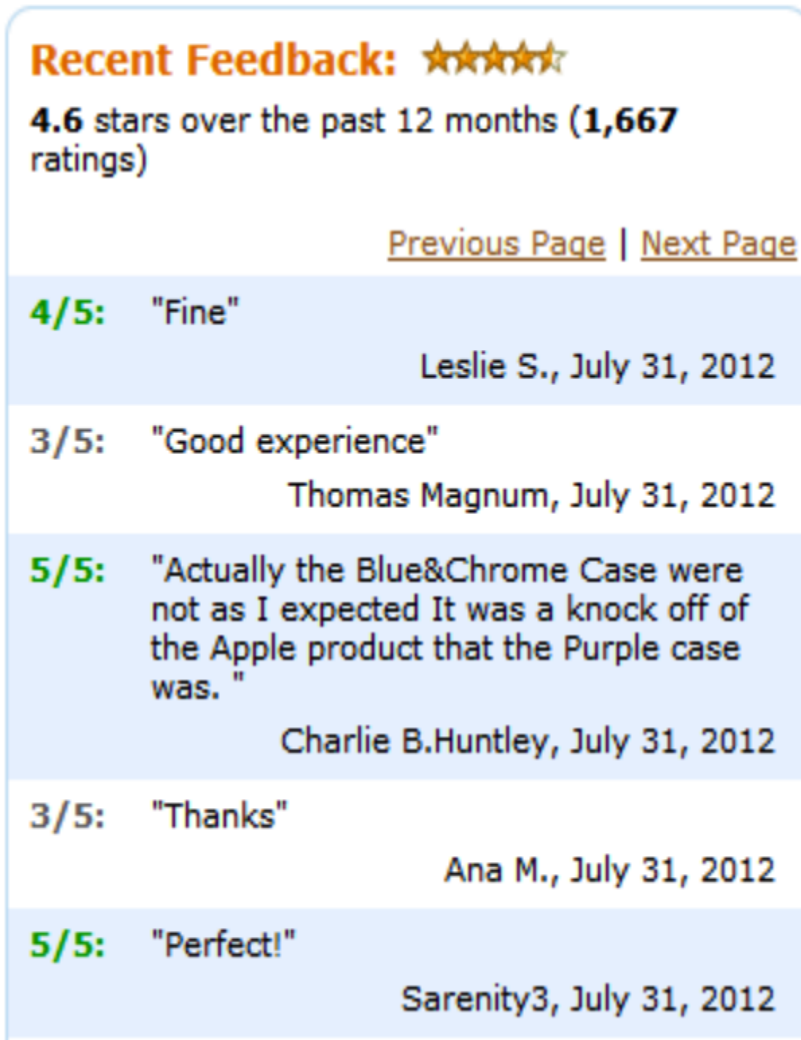 Recent Feedback:
4.6 stars over the past 12 months (1,667
ratings)
Previous Page | Next Page
4/5: "Fine"
Leslie S., July 31, 2012
3/5: "Good experience"
Thomas Magnum, July 31, 2012
5/5: "Actually the Blue&Chrome Case were
not as I expected It was a knock off of
the Apple product that the Purple case
was. "
Charlie B.Huntley, July 31, 2012
3/5: "Thanks"
Ana M., July 31, 2012
5/5: "Perfect!"
Sarenity3, July 31, 2012